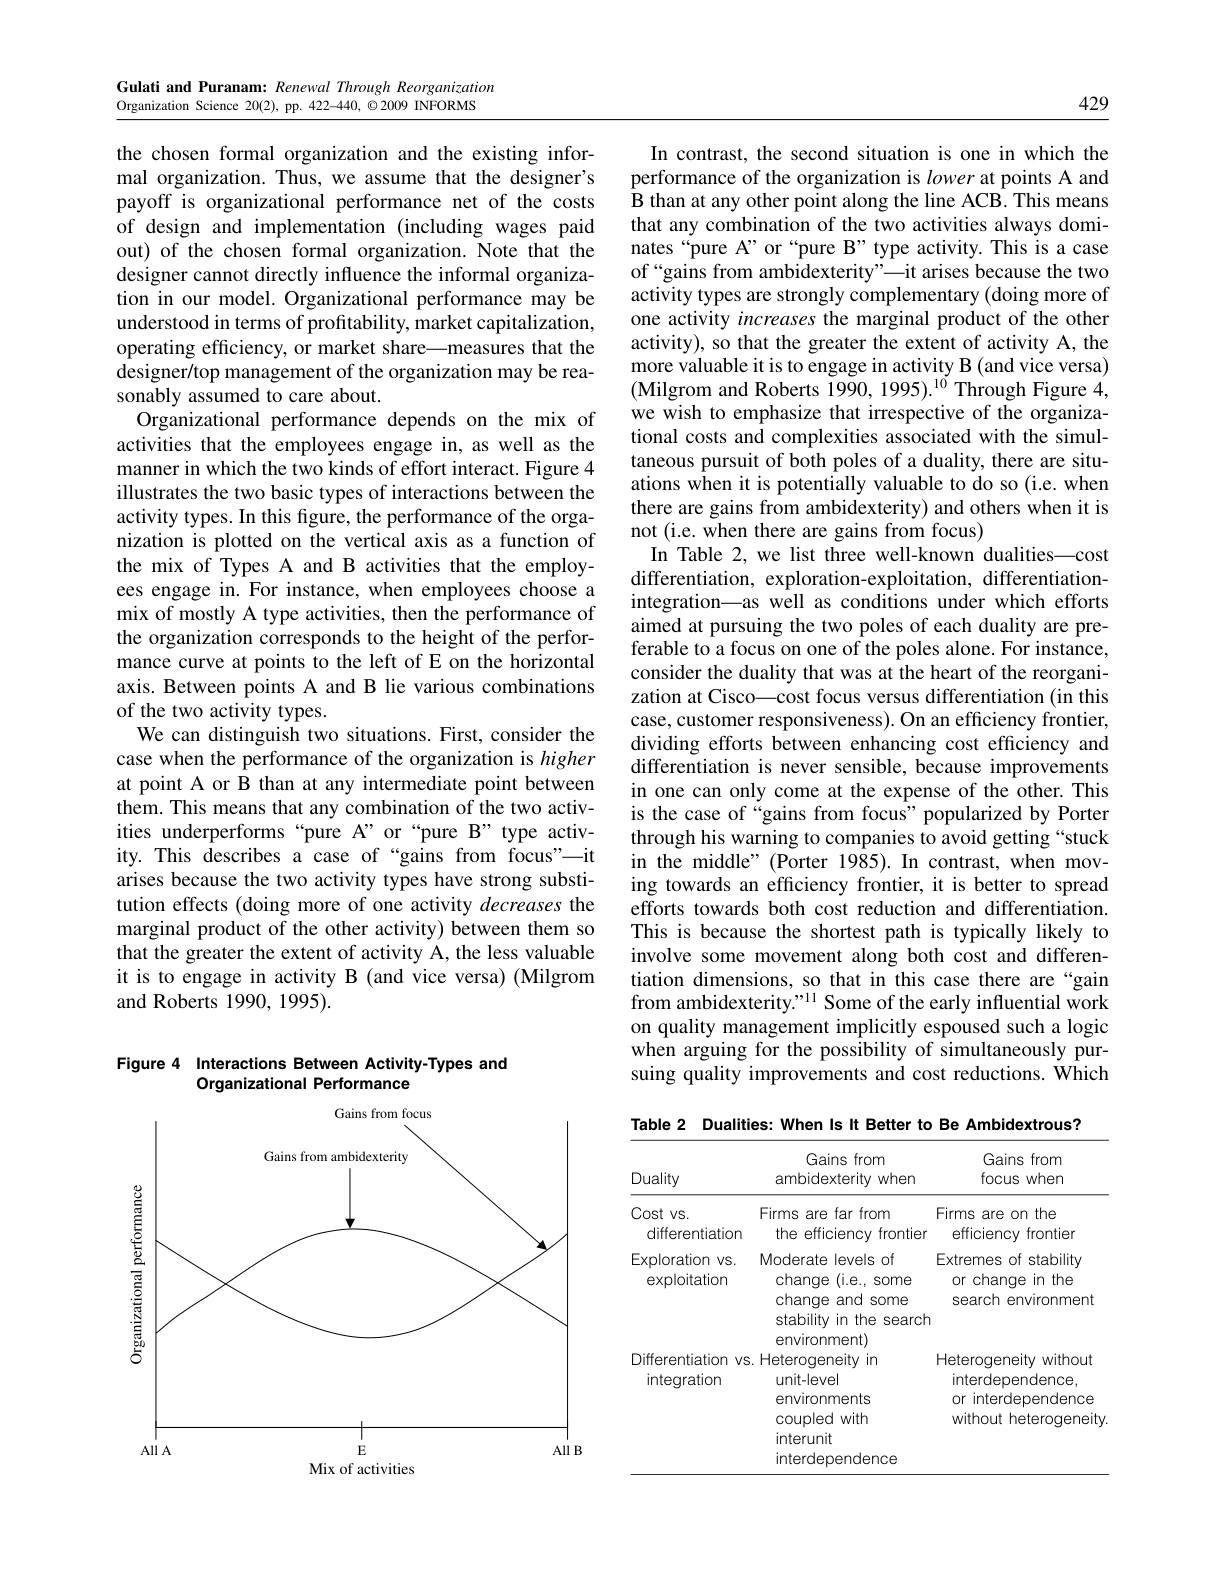 Gulati and Puranam: Renewal Through Reorganization
Organization Science 20(2), pp. 422–440, © 2009 INFORMS
429
the chosen formal organization and the existing infor-
mal organization. Thus, we assume that the designer's
payoff is organizational performance net of the costs
of design and implementation (including wages paid
out) of the chosen formal organization. Note that the
designer cannot directly influence the informal organiza-
tion in our model. Organizational performance may be
understood in terms of profitability, market capitalization,
operating efficiency, or market share—measures that the
designer/top management of the organization may be rea-
sonably assumed to care about.
Organizational performance depends on the mix of
activities that the employees engage in, as well as the
manner in which the two kinds of effort interact. Figure 4
illustrates the two basic types of interactions between the
activity types. In this figure, the performance of the orga-
nization is plotted on the vertical axis as a function of
the mix of Types A and B activities that the employ-
ees engage in. For instance, when employees choose a
mix of mostly A type activities, then the performance of
the organization corresponds to the height of the perfor-
mance curve at points to the left of E on the horizontal
axis. Between points A and B lie various combinations
of the two activity types.
We can distinguish two situations. First, consider the
case when the performance of the organization is higher
at point A or B than at any intermediate point between
them. This means that any combination of the two activ-
ities underperforms “pure A” or “pure B” type activ-
ity. This describes a case of “gains from focus”—it
arises because the two activity types have strong substi-
tution effects (doing more of one activity decreases the
marginal product of the other activity) between them so
that the greater the extent of activity A, the less valuable
it is to engage in activity B (and vice versa) (Milgrom
and Roberts 1990, 1995).
Figure 4 Interactions Between Activity-Types and
Organizational Performance
Gains from focus
Gains from ambidexterity
Organizational performance
All A
E
All B
Mix of activities
In contrast, the second situation is one in which the
performance of the organization is lower at points A and
B than at any other point along the line ACB. This means
that any combination of the two activities always domi-
nates “pure A” or “pure B” type activity. This is a case
of “gains from ambidexterity”—it arises because the two
activity types are strongly complementary (doing more of
one activity increases the marginal product of the other
activity), so that the greater the extent of activity A, the
more valuable it is to engage in activity B (and vice versa)
(Milgrom and Roberts 1990, 1995).10 Through Figure 4,
we wish to emphasize that irrespective of the organiza-
tional costs and complexities associated with the simul-
taneous pursuit of both poles of a duality, there are situ-
ations when it is potentially valuable to do so (i.e. when
there are gains from ambidexterity) and others when it is
not (i.e. when there are gains from focus)
In Table 2, we list three well-known dualities—cost
differentiation, exploration-exploitation, differentiation-
integration—as well as conditions under which efforts
aimed at pursuing the two poles of each duality are pre-
ferable to a focus on one of the poles alone. For instance,
consider the duality that was at the heart of the reorgani-
zation at Cisco—cost focus versus differentiation (in this
case, customer responsiveness). On an efficiency frontier,
dividing efforts between enhancing cost efficiency and
differentiation is never sensible, because improvements
in one can only come at the expense of the other. This
is the case of “gains from focus” popularized by Porter
through his warning to companies to avoid getting “stuck
in the middle” (Porter 1985). In contrast, when mov-
ing towards an efficiency frontier, it is better to spread
efforts towards both cost reduction and differentiation.
This is because the shortest path is typically likely to
involve some movement along both cost and differen-
tiation dimensions, so that in this case there are “gain
from ambidexterity.”11 Some of the early influential work
on quality management implicitly espoused such a logic
when arguing for the possibility of simultaneously pur-
suing quality improvements and cost reductions. Which
Table 2 Dualities: When Is It Better to Be Ambidextrous?
Gains from Gains from
Duality ambidexterity when focus when
Cost vs. Firms are far from Firms are on the
differentiation the efficiency frontier efficiency frontier
Exploration vs. Moderate levels of Extremes of stability
exploitation change (i.e., some or change in the
change and some search environment
stability in the search
environment)
Differentiation vs. Heterogeneity in Heterogeneity without
integration unit-level interdependence,
environments or interdependence
coupled with without heterogeneity.
interunit
interdependence